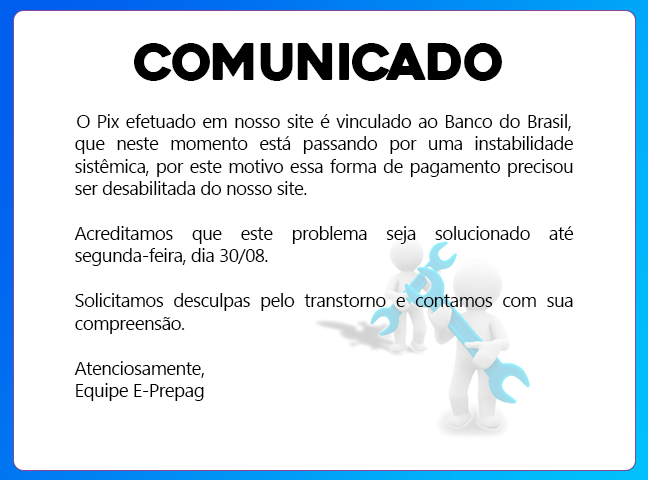 COMUNICADO
O Pix efetuado em nosso site é vinculado ao Banco do Brasil,
que neste momento está passando por uma instabilidade
sistêmica, por este motivo essa forma de pagamento precisou
ser desabilitada do nosso site.
Acreditamos que este problema seja solucionado até
segunda-feira, dia 30/08.
Solicitamos desculpas pelo transtorno e contamos com sua
compreensão.
Atenciosamente,
Equipe E-Prepag